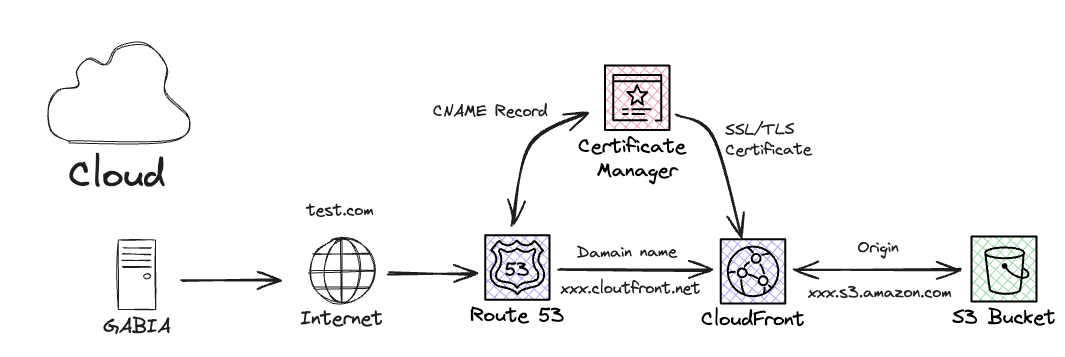 Cloud
CNAME Record
Certificate
Manager
SSL/TLS
Certificate
test.com
GABIA
Internet
53
Route 53
Damain name
xxx.cloutfront.net
CloudFront
Origin
xxx.s3.amazon.com
S3 Bucket